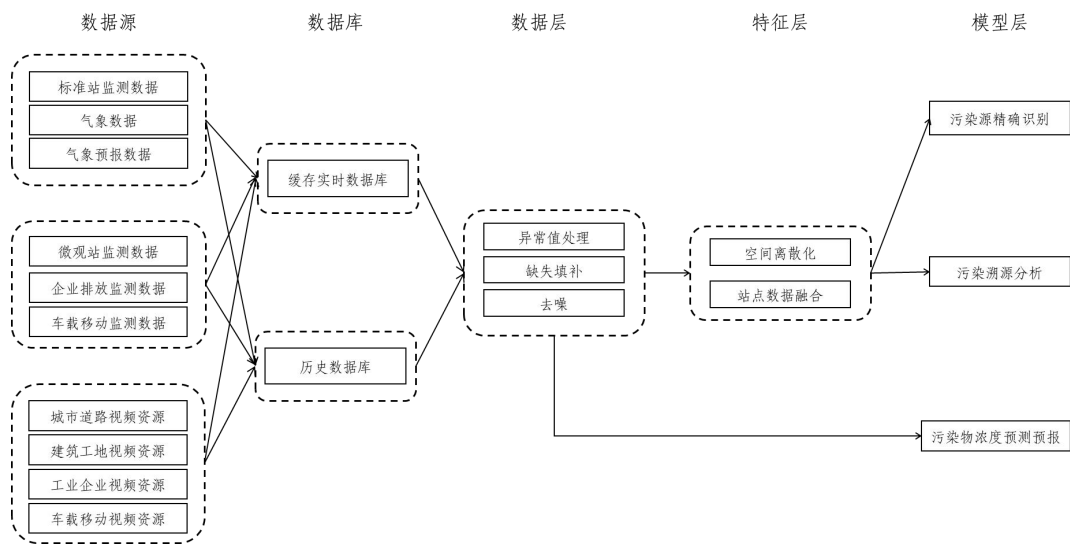 数据源
数据库
数据层
特征层
模型层
标准站监测数据
气象数据
气象预报数据
微观站监测数据
企业排放监测数据
车载移动监测数据
城市道路视频资源
建筑工地视频资源
工业企业视频资源
车载移动视频资源
缓存实时数据库
历史数据库
异常值处理
缺失填补
去噪
空间离散化
站点数据融合
污染源精确识别
污染溯源分析
污染物浓度预测预报